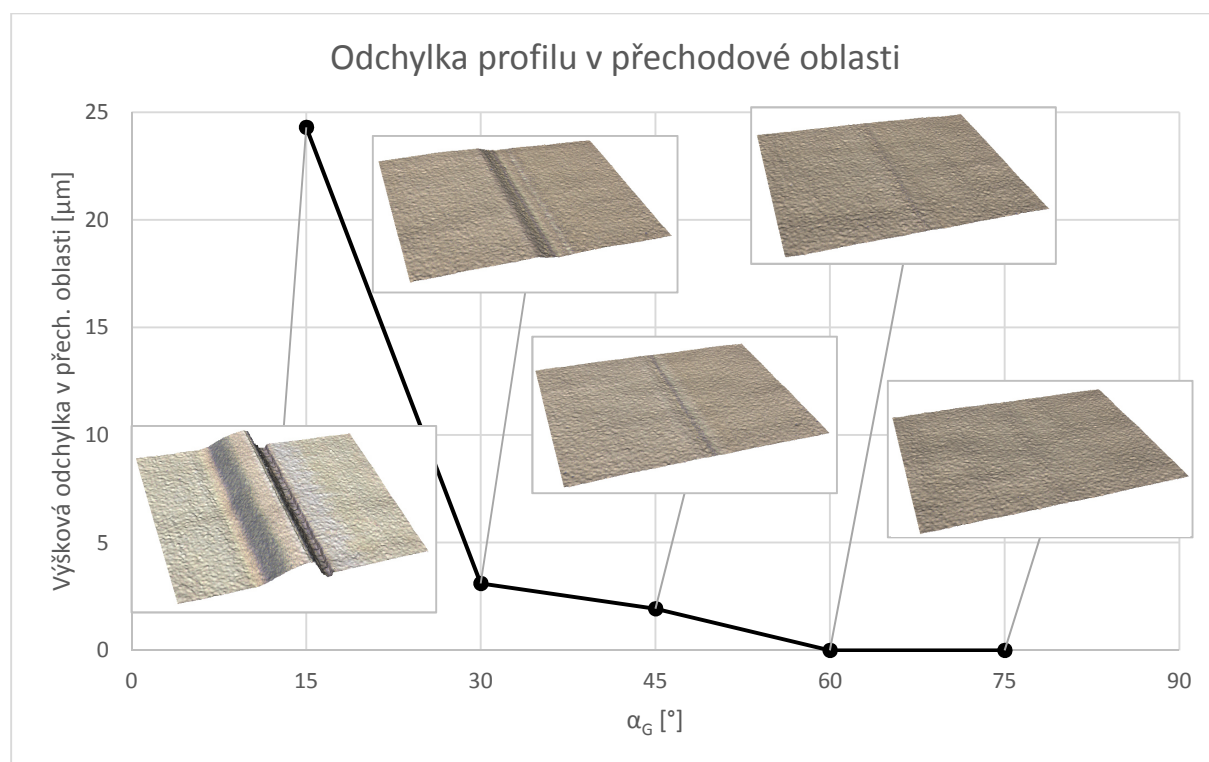 Odchylka profilu v přechodové oblasti
Výšková odchylka v přech. oblasti [µm]
25
20
15
10
5
0
0 15 30 45 60 75 90
α_G [°]